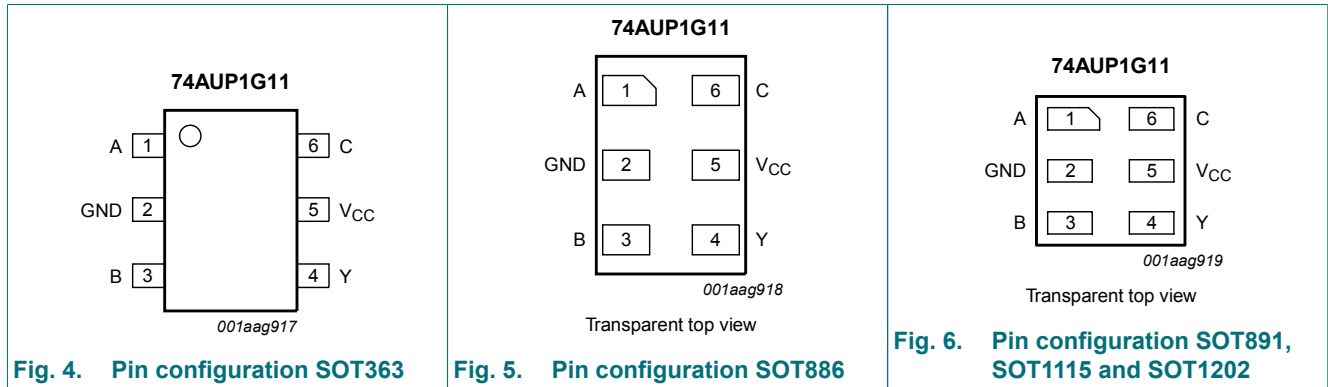 74AUP1G11
A 1 6 C
GND 2 5 VCC
B 3 4 Y
001aag917
Fig. 4. Pin configuration SOT363
74AUP1G11
A 1 6 C
GND 2 5 VCC
B 3 4 Y
001aag918
Transparent top view
Fig. 5. Pin configuration SOT886
74AUP1G11
A 1 6 C
GND 2 5 VCC
B 3 4 Y
001aag919
Transparent top view
Fig. 6. Pin configuration SOT891,
SOT1115 and SOT1202